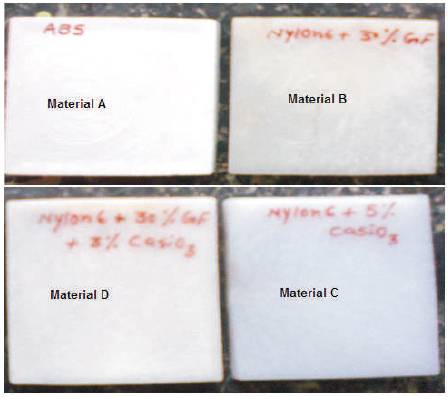 ABS
Material A
Nylon6 + 30% GF
Material B
Nylon6 + 30% GF
+ 3% CaSiO3
Material D
Nylon6 + 5%
CaSiO3
Material C